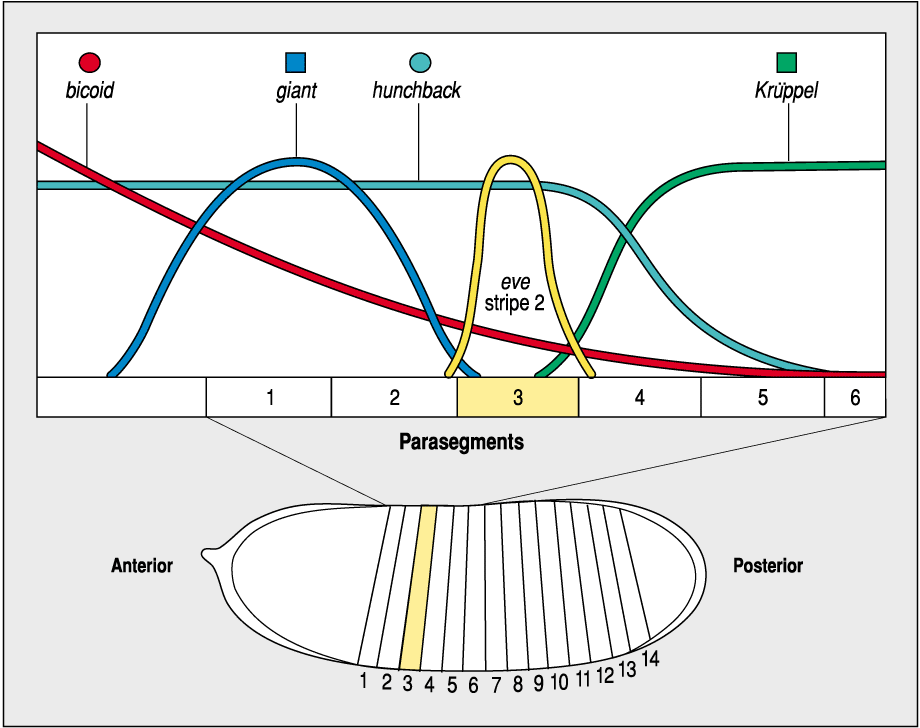 bicoid giant hunchback Krüppel
eve
stripe 2
1 2 3 4 5 6
Parasegments
Anterior Posterior
1 2 3 4 5 6 7 8 9 10 11 12 13 14